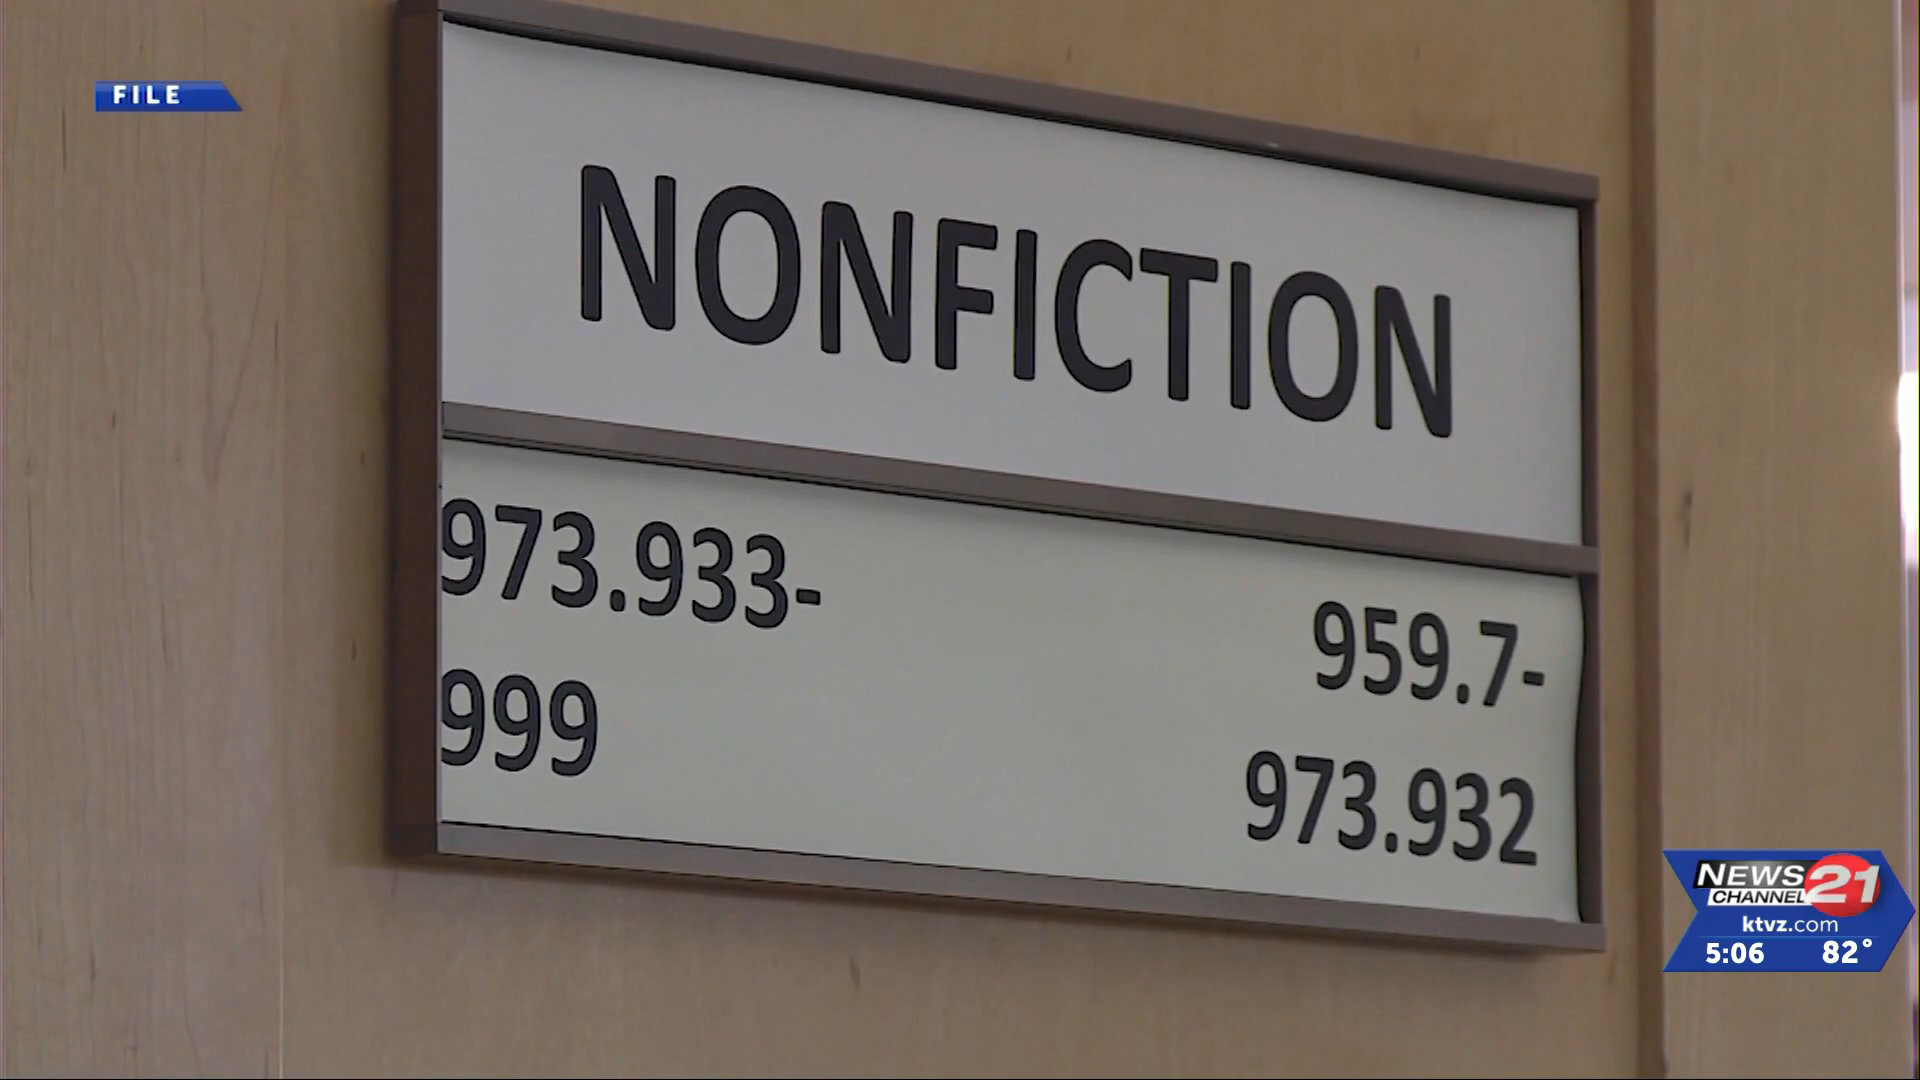 FILE
NONFICTION
973.933-
999
959.7-
973.932
NEWS
CHANNEL
21
ktvz.com
5:06 82°